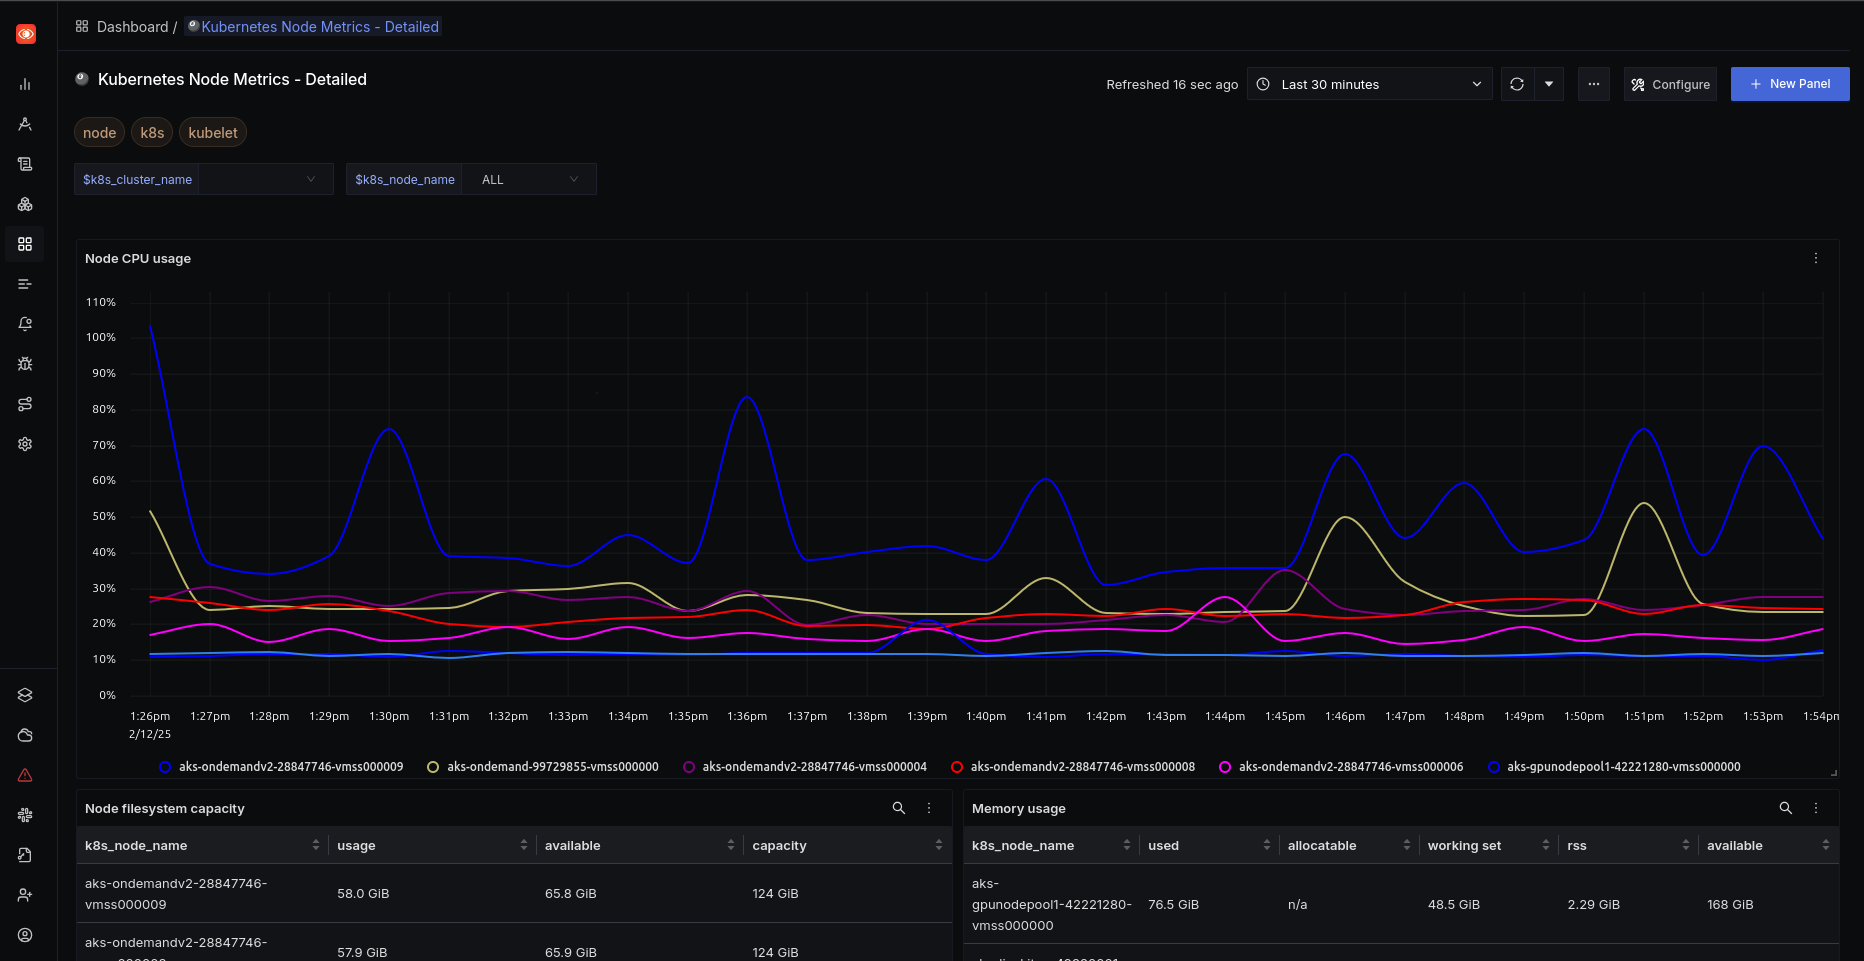 Dashboard / Kubernetes Node Metrics - Detailed
Kubernetes Node Metrics - Detailed
Refreshed 16 sec ago
Last 30 minutes
Configure
New Panel
node k8s kubelet
$k8s_cluster_name
$k8s_node_name ALL
Node CPU usage
110%
100%
90%
80%
70%
60%
50%
40%
30%
20%
10%
0%
1:26pm 1:27pm 1:28pm 1:29pm 1:30pm 1:31pm 1:32pm 1:33pm 1:34pm 1:35pm 1:36pm 1:37pm 1:38pm 1:39pm 1:40pm 1:41pm 1:42pm 1:43pm 1:44pm 1:45pm 1:46pm 1:47pm 1:48pm 1:49pm 1:50pm 1:51pm 1:52pm 1:53pm 1:54pm
2/12/25
aks-ondemandv2-28847746-vmss000009 aks-ondemand-99729855-vmss000000 aks-ondemandv2-28847746-vmss000004 aks-ondemandv2-28847746-vmss000008 aks-ondemandv2-28847746-vmss000006 aks-gpunodepool1-42221280-vmss000000
Node filesystem capacity
k8s_node_name usage available capacity
aks-ondemandv2-28847746-
vmss000009
58.0 GiB 65.8 GiB 124 GiB
aks-ondemandv2-28847746-
57.9 GiB 65.9 GiB 124 GiB
Memory usage
k8s_node_name used allocatable working set rss available
aks-
gpunodepool1-42221280-
vmss000000
76.5 GiB n/a 48.5 GiB 2.29 GiB 168 GiB